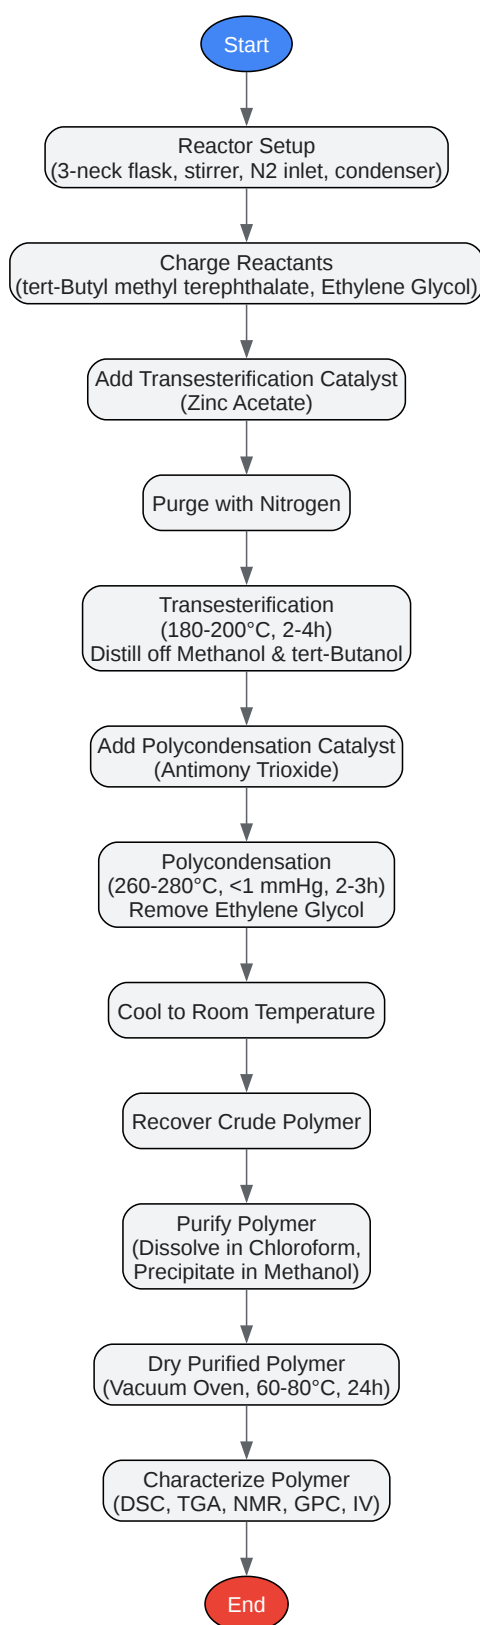 Start
Reactor Setup
(3-neck flask, stirrer, N2 inlet, condenser)
Charge Reactants
(tert-Butyl methyl terephthalate, Ethylene Glycol)
Add Transesterification Catalyst
(Zinc Acetate)
Purge with Nitrogen
Transesterification
(180-200°C, 2-4h)
Distill off Methanol & tert-Butanol
Add Polycondensation Catalyst
(Antimony Trioxide)
Polycondensation
(260-280°C, <1 mmHg, 2-3h)
Remove Ethylene Glycol
Cool to Room Temperature
Recover Crude Polymer
Purify Polymer
(Dissolve in Chloroform,
Precipitate in Methanol)
Dry Purified Polymer
(Vacuum Oven, 60-80°C, 24h)
Characterize Polymer
(DSC, TGA, NMR, GPC, IV)
End